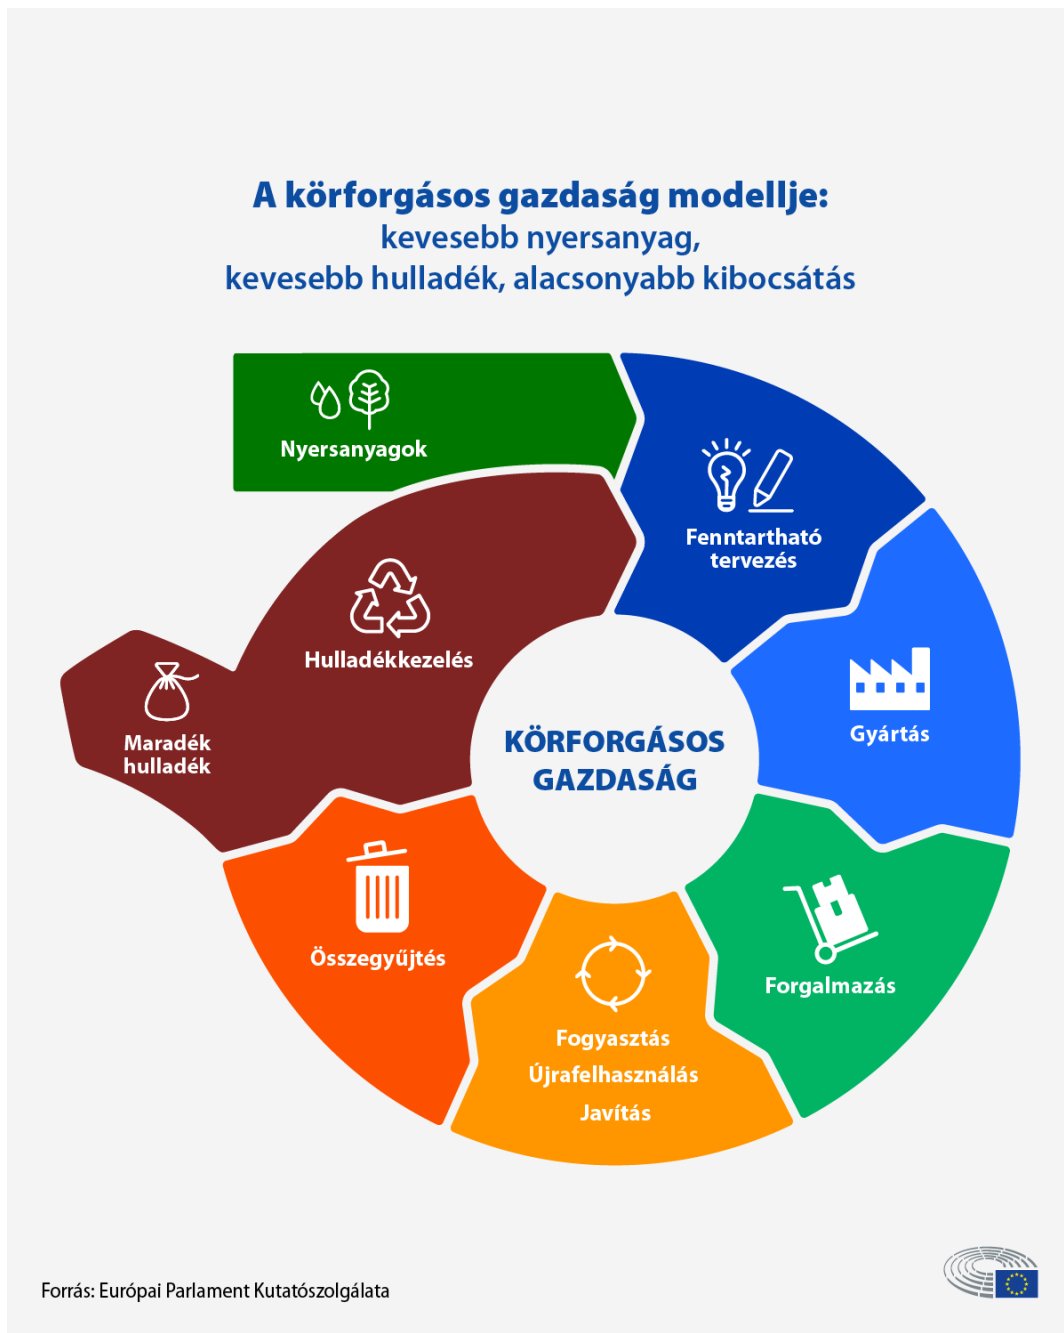 A körforgásos gazdaság modellje:
kevesebb nyersanyag,
kevesebb hulladék, alacsonyabb kibocsátás
Nyersanyagok
Fenntartható
tervezés
Gyártás
Forgalmazás
Fogyasztás
Újrafelhasználás
Javítás
Összegyűjtés
Hulladékkezelés
Maradék
hulladék
KÖRFORGÁSOS
GAZDASÁG
Forrás: Európai Parlament Kutatószolgálata